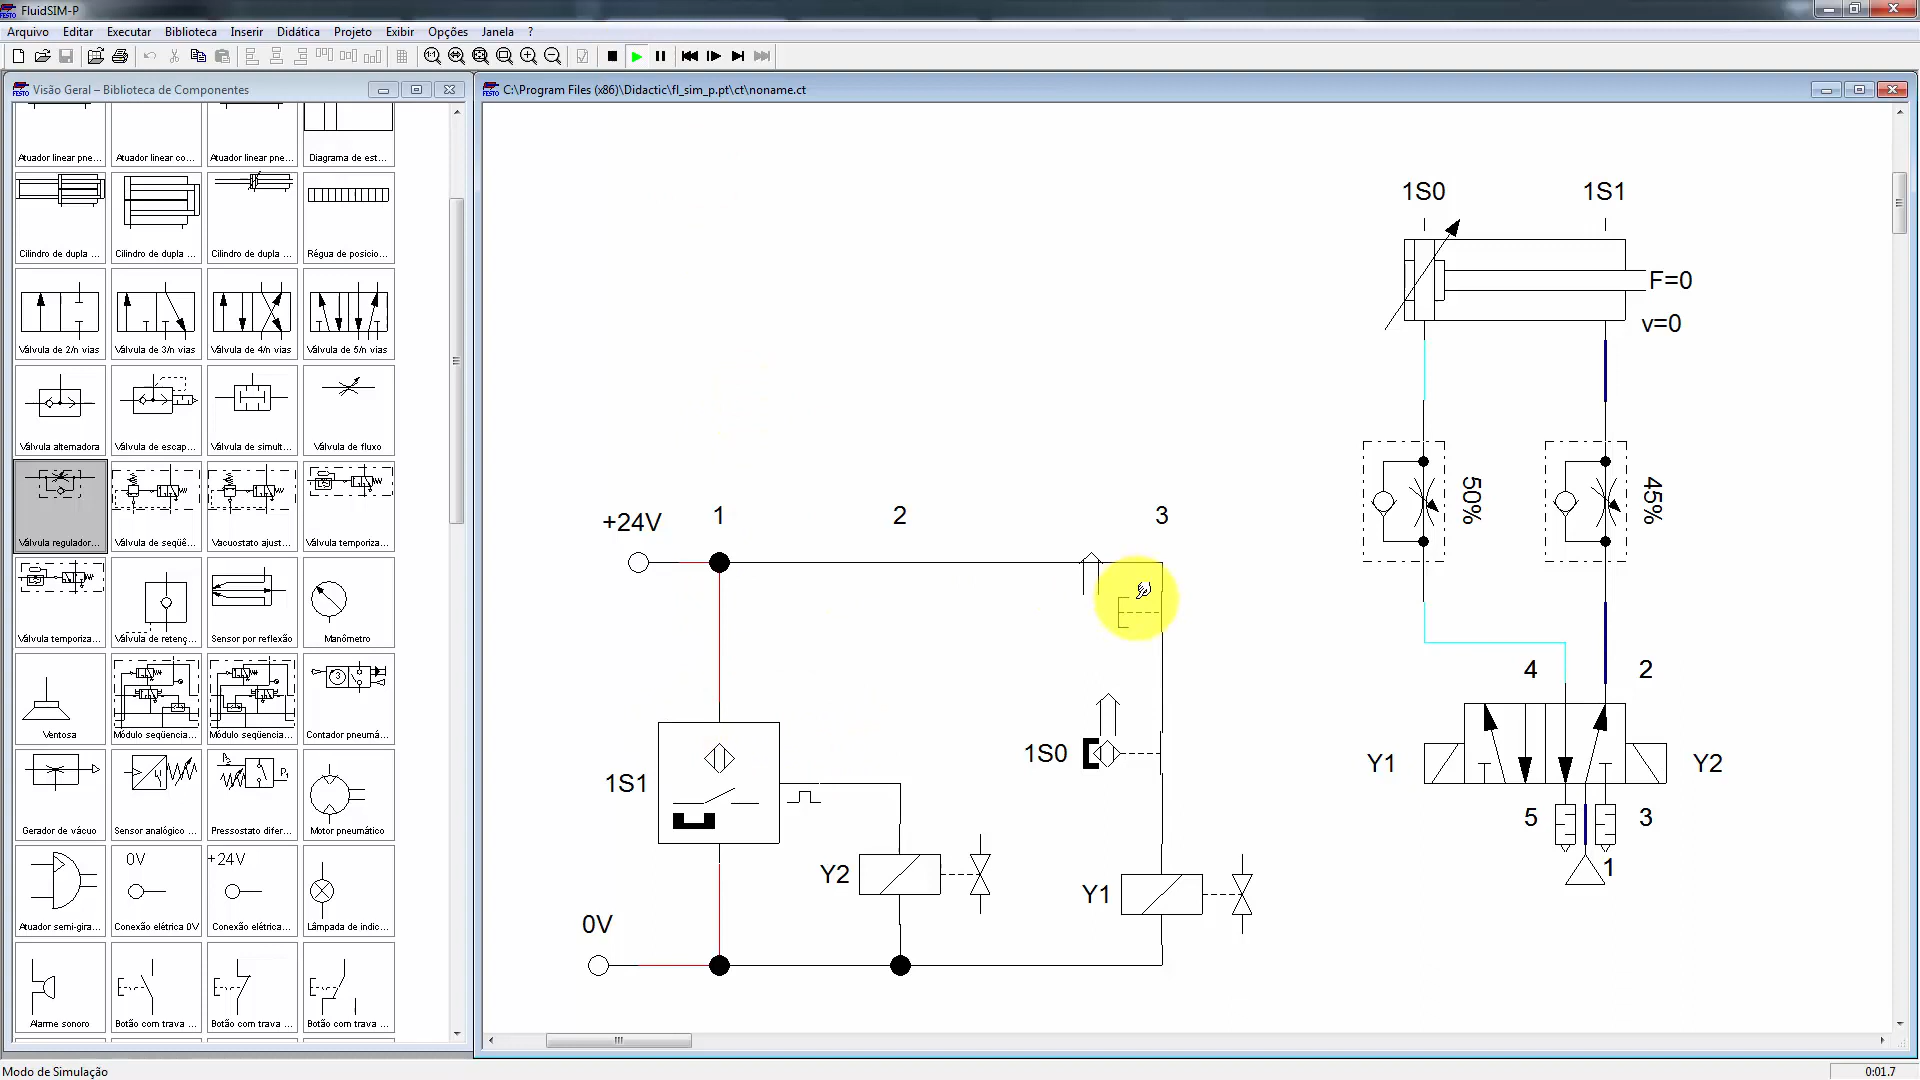 FluidSIM-P
Arquivo Editar Executar Biblioteca Inserir Didática Projeto Exibir Opções Janela ?
Visão Geral – Biblioteca de Componentes
C:\Program Files (x86)\Didactic\fl_sim_p.pt\ct\noname.ct
Atuador linear pne... Atuador linear co... Atuador linear pne... Diagrama de est...
Cilindro de dupla ... Cilindro de dupla ... Cilindro de dupla ... Régua de posicio...
Válvula de 2/n vias Válvula de 3/n vias Válvula de 4/n vias Válvula de 5/n vias
Válvula alternadora Válvula de escap... Válvula de simult... Válvula de fluxo
Válvula regulador... Válvula de seqüê... Vacuostato ajust... Válvula temporiza...
Válvula temporiza... Válvula de retenç... Sensor por reflexão Manômetro
Ventosa Módulo seqüencia... Módulo seqüencia... Contador pneumá...
Gerador de vácuo Sensor analógico ... Pressostato difer... Motor pneumático
0V +24V
Atuador semi-gira... Conexão elétrica 0V Conexão elétrica... Lâmpada de indic...
Alarme sonoro Botão com trava ... Botão com trava ... Botão com trava ...
1S0 1S1
F=0
v=0
50% 45%
+24V 1 2 3
4 2
1S0
1S1
Y1 Y2
5 3
1
Y2
Y1
0V
Modo de Simulação 0:01.7